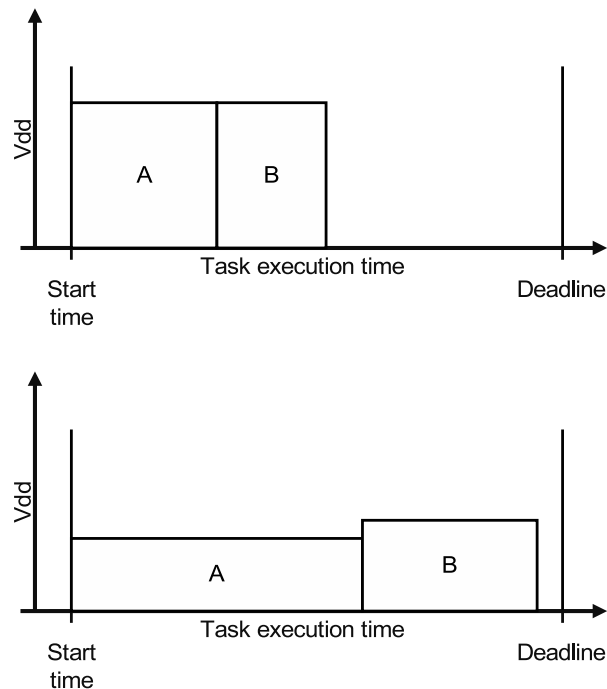 Vdd
A
B
Task execution time
Start
time
Deadline
Vdd
A
B
Task execution time
Start
time
Deadline